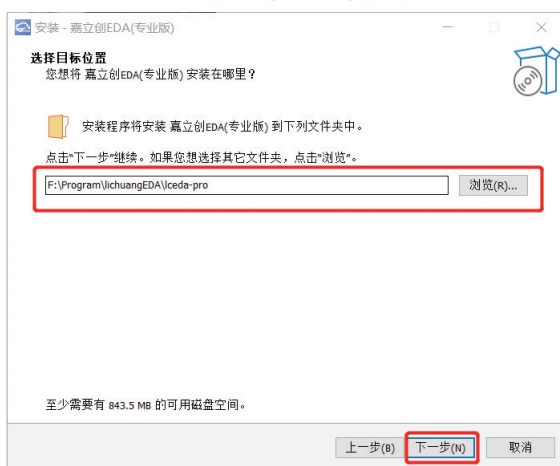 安装 - 嘉立创EDA(专业版)
选择目标位置
您想将 嘉立创EDA(专业版) 安装在哪里？
安装程序将安装 嘉立创EDA(专业版) 到下列文件夹中。
点击“下一步”继续。如果您想选择其它文件夹，点击“浏览”。
F:\Program\lichuangEDA\lceda-pro
浏览(R)...
至少需要有 843.5 MB 的可用磁盘空间。
上一步(B) 下一步(N) 取消